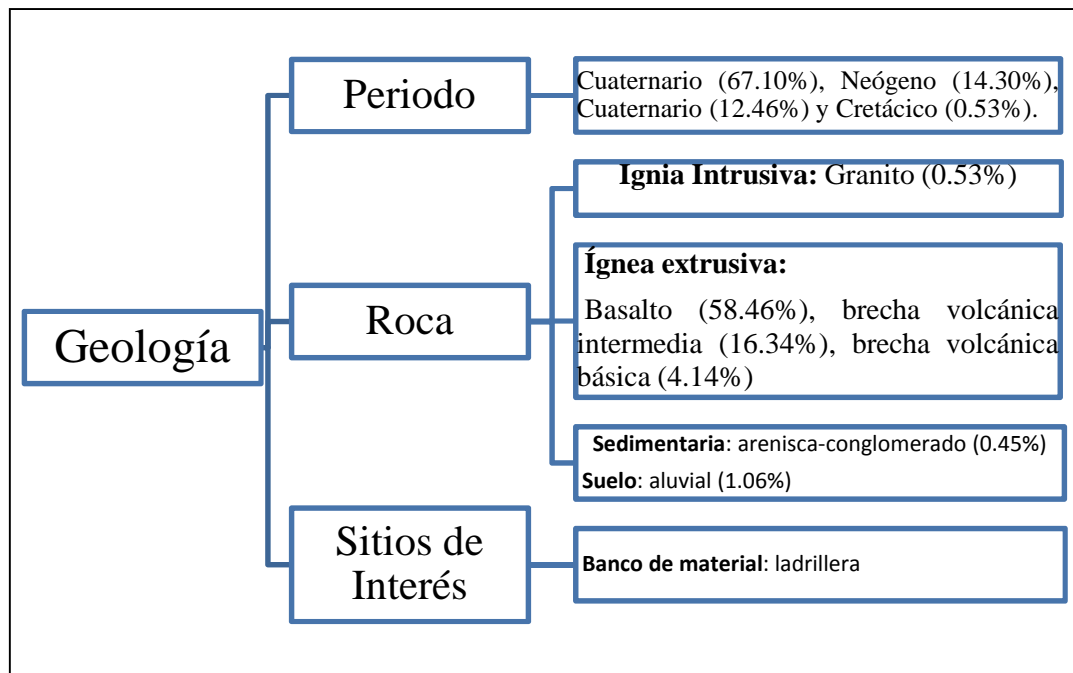 Geología
Periodo
Cuaternario (67.10%), Neógeno (14.30%),
Cuaternario (12.46%) y Cretácico (0.53%).
Roca
Ignia Intrusiva: Granito (0.53%)
Ígnea extrusiva:
Basalto (58.46%), brecha volcánica
intermedia (16.34%), brecha volcánica
básica (4.14%)
Sedimentaria: arenisca-conglomerado (0.45%)
Suelo: aluvial (1.06%)
Sitios de
Interés
Banco de material: ladrillera